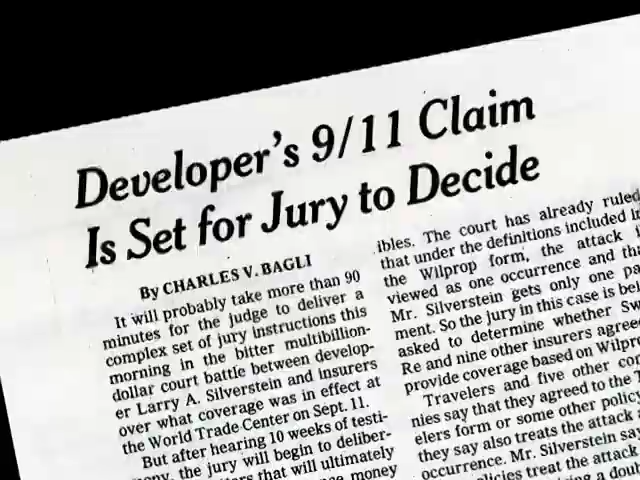 Developer's 9/11 Claim
Is Set for Jury to Decide
By CHARLES V. BAGLI
It will probably take more than 90
minutes for the judge to deliver a
complex set of jury instructions this
morning in the bitter multibillion-
dollar court battle between develop-
er Larry A. Silverstein and insurers
over what coverage was in effect at
the World Trade Center on Sept. 11.
But after hearing 10 weeks of testi-
the jury will begin to deliber-
that will ultimately
money
ibles. The court has already ruled
that under the definitions included
the Wilprop form, the attack
viewed as one occurrence and
Mr. Silverstein gets only one
ment. So the jury in this case is
asked to determine whether
Re and nine other insurers
provide coverage based on
Travelers and five other
nies say that they agreed to the
elers form or some other policy
they say also treats the attack
occurrence. Mr. Silverstein
treat the attack
a